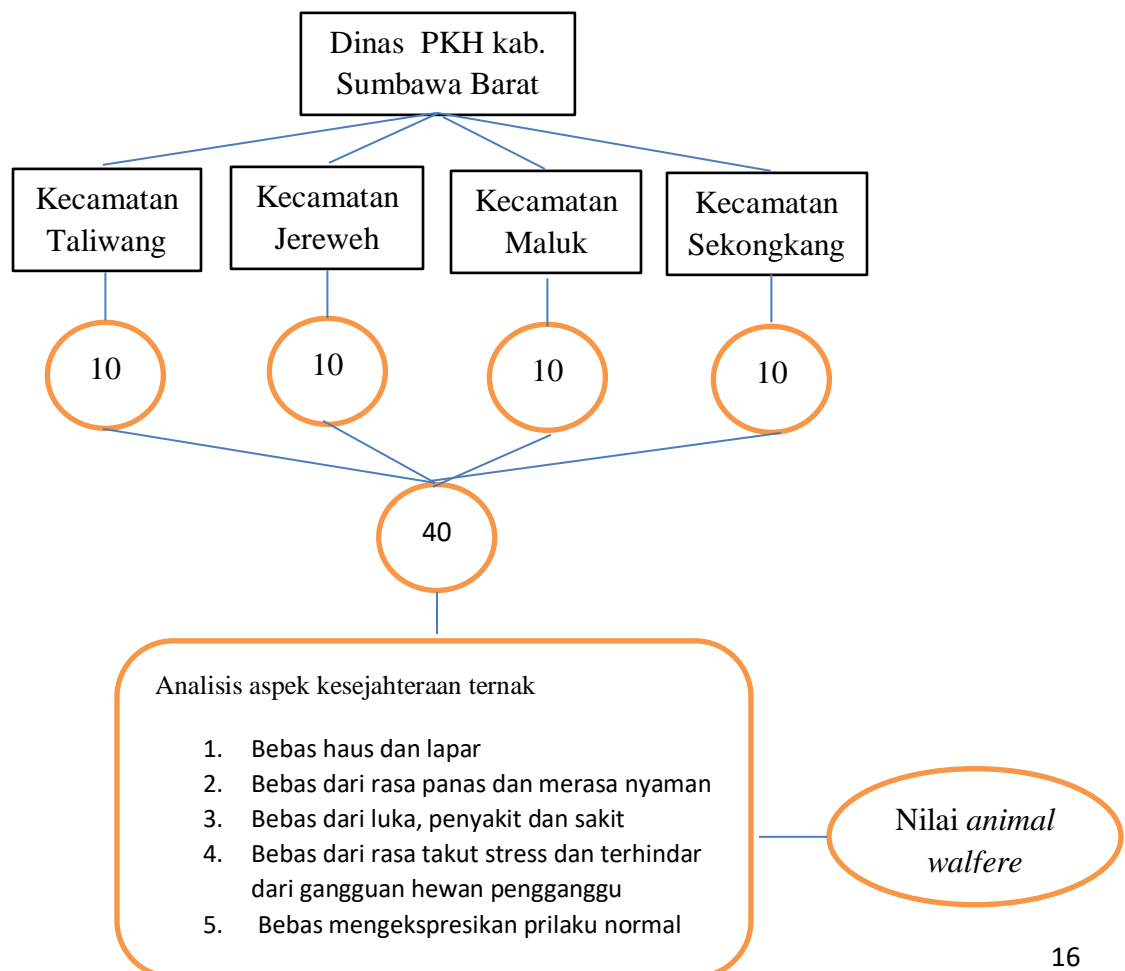 Dinas PKH kab.
Sumbawa Barat
Kecamatan
Taliwang
Kecamatan
Jereweh
Kecamatan
Maluk
Kecamatan
Sekongkang
10
10
10
10
40
Analisis aspek kesejahteraan ternak
1. Bebas haus dan lapar
2. Bebas dari rasa panas dan merasa nyaman
3. Bebas dari luka, penyakit dan sakit
4. Bebas dari rasa takut stress dan terhindar
dari gangguan hewan pengganggu
5. Bebas mengekspresikan prilaku normal
Nilai animal
walfere
16